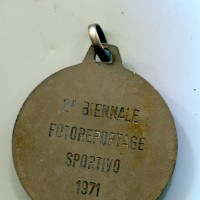 2ª BIENNALE
FOTOREPORTAGE
SPORTIVO
1971